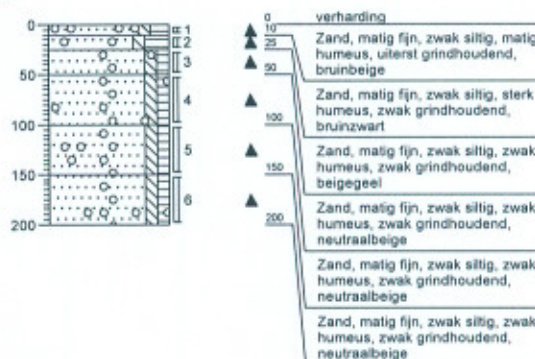 0
50
100
150
200
1
2
3
4
5
6
0
10
25
50
100
150
200
verharding
Zand, matig fijn, zwak siltig, matig
humeus, uiterst grindhoudend,
bruinbeige
Zand, matig fijn, zwak siltig, sterk
humeus, zwak grindhoudend,
bruinzwart
Zand, matig fijn, zwak siltig, zwak
humeus, zwak grindhoudend,
beigegeel
Zand, matig fijn, zwak siltig, zwak
humeus, zwak grindhoudend,
neutraalbeige
Zand, matig fijn, zwak siltig, zwak
humeus, zwak grindhoudend,
neutraalbeige
Zand, matig fijn, zwak siltig, zwak
humeus, zwak grindhoudend,
neutraalbeige